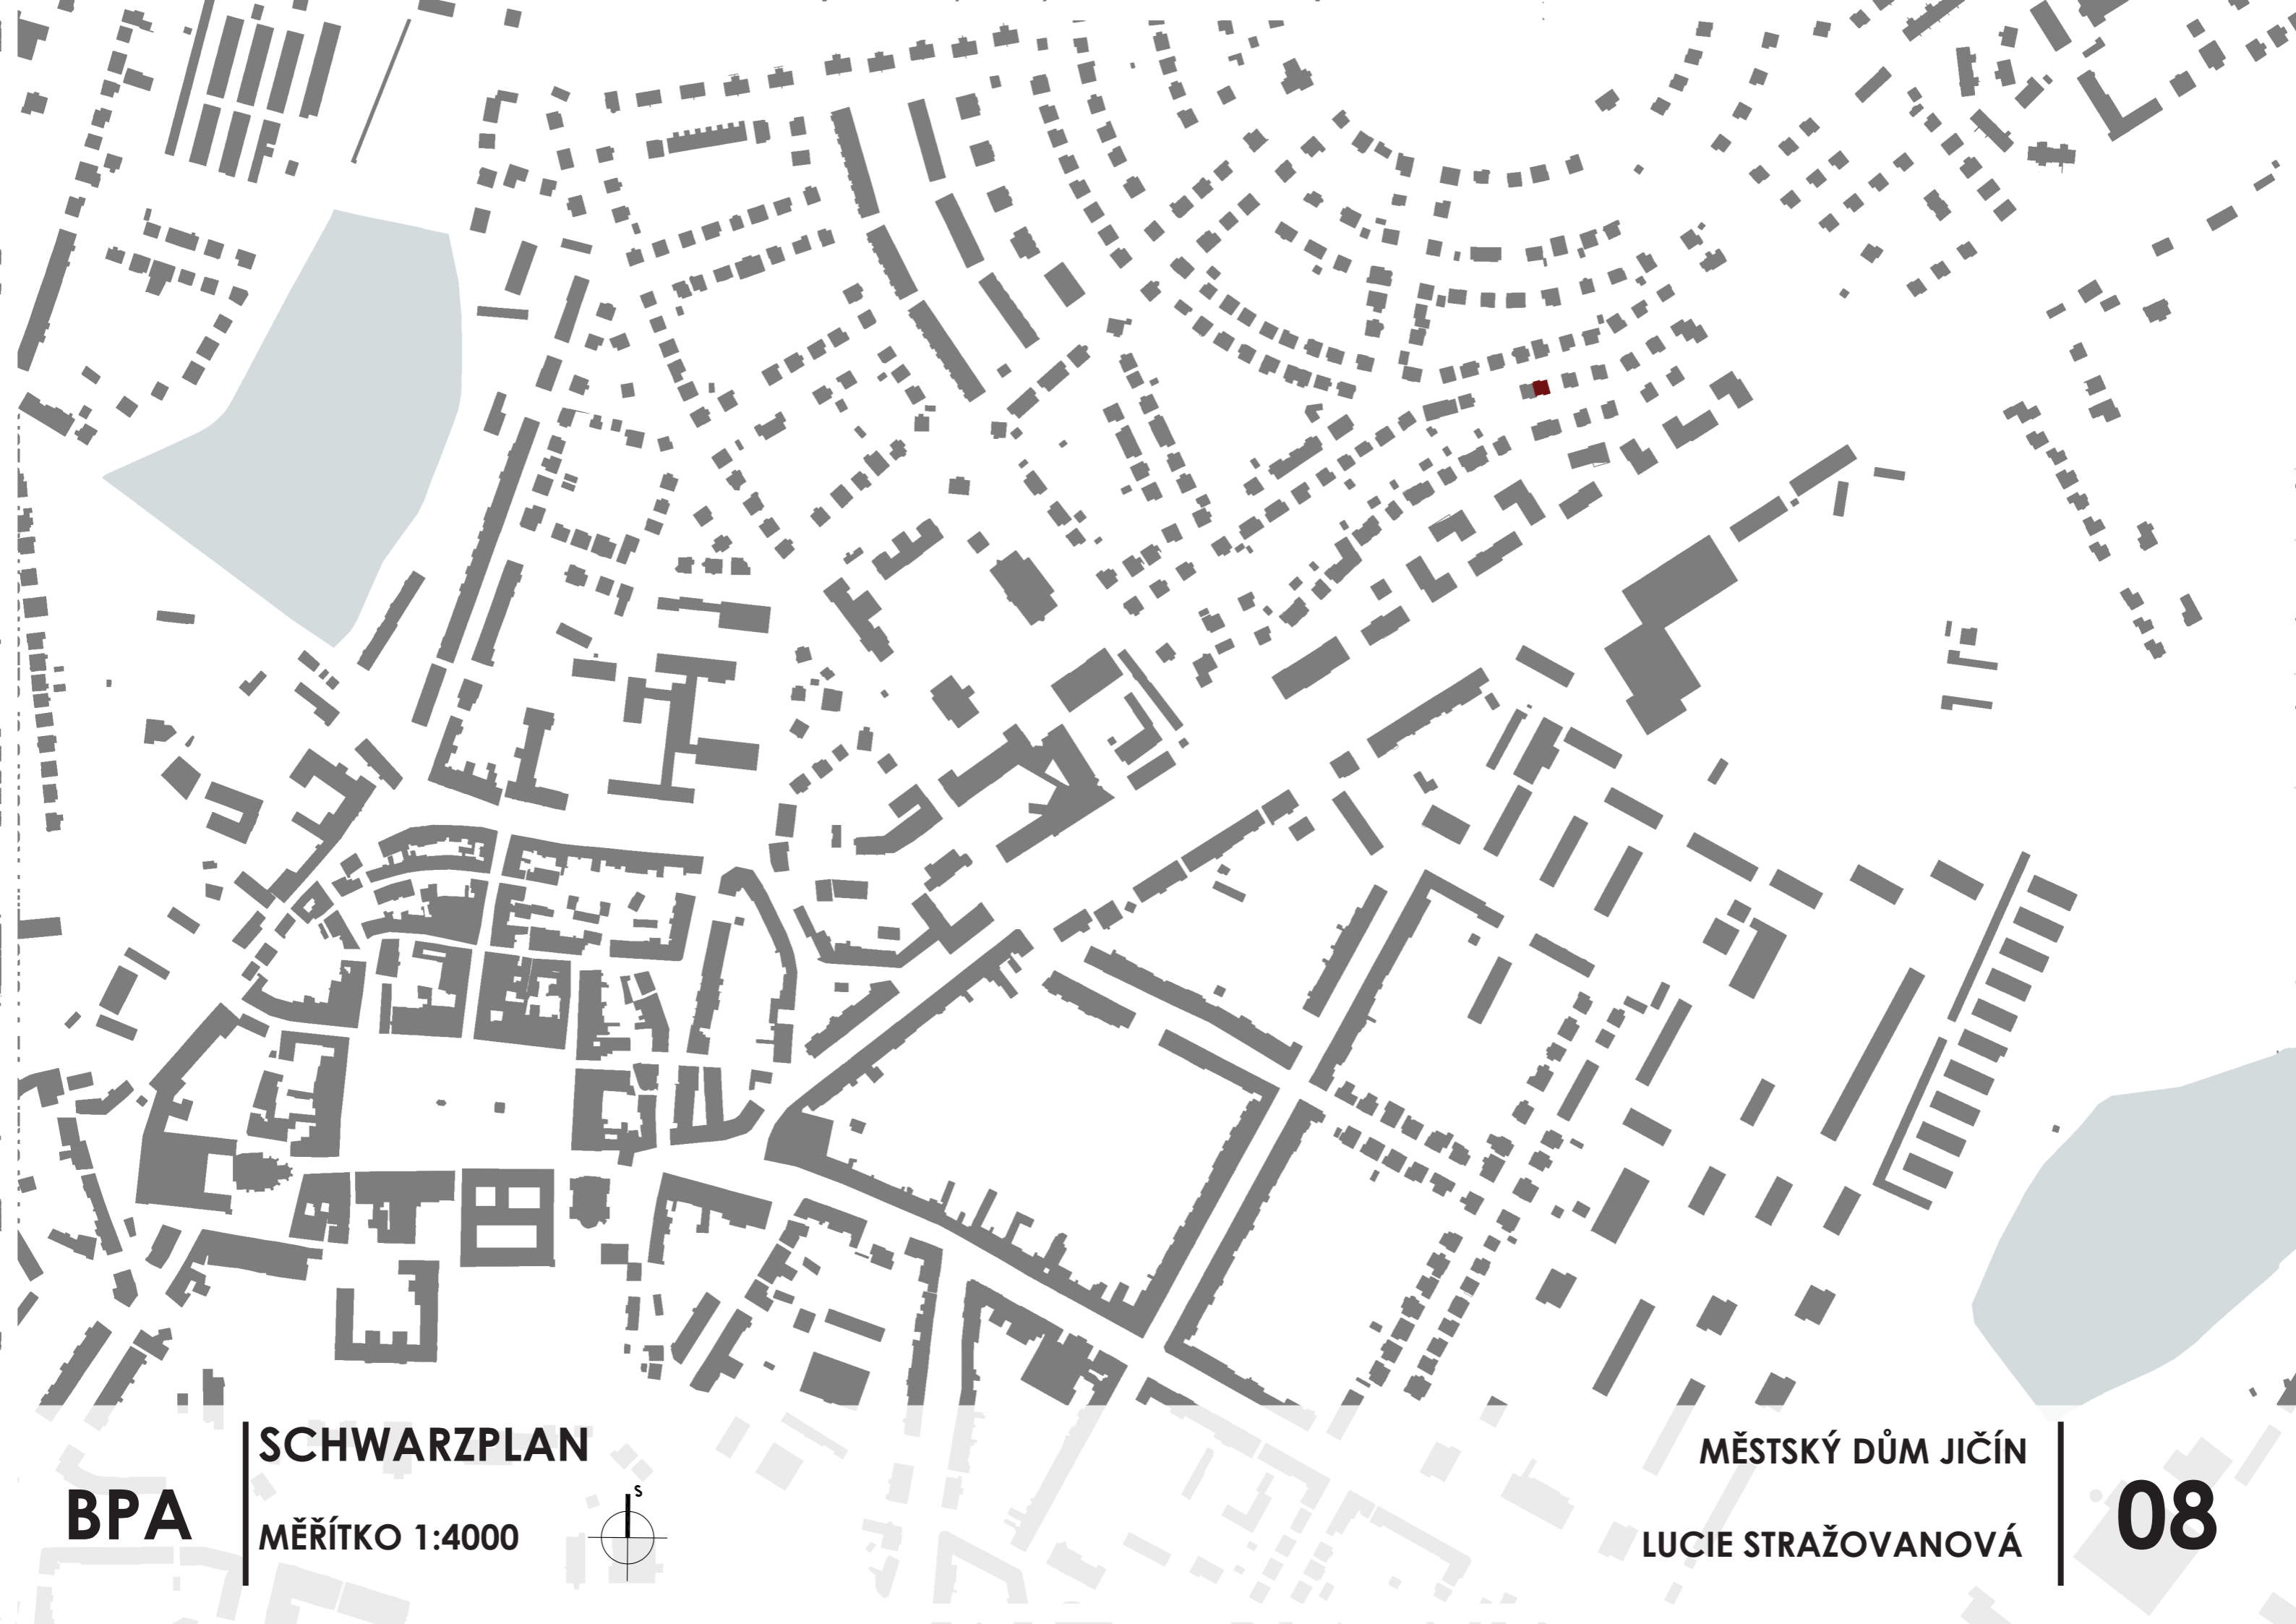 BPA
SCHWARZPLAN
MĚŘÍTKO 1:4000
S
MĚSTSKÝ DŮM JIČÍN
LUCIE STRAŽOVANOVÁ
08